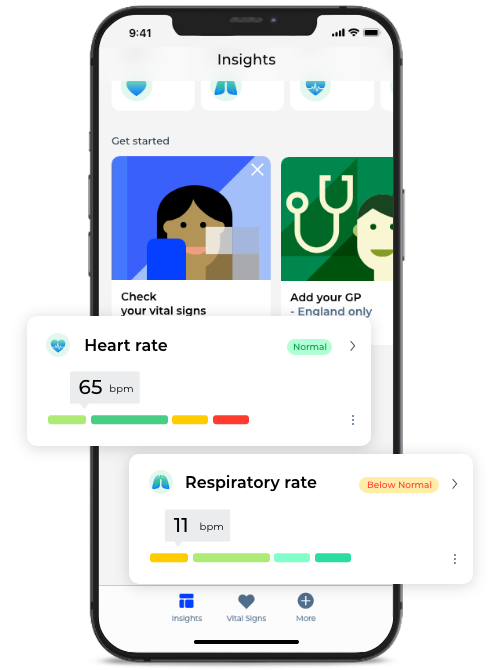 9:41
Insights
Get started
Check
your vital signs
Add your GP
- England only
Heart rate
Normal
65 bpm
Respiratory rate
Below Normal
11 bpm
Insights
Vital Signs
More